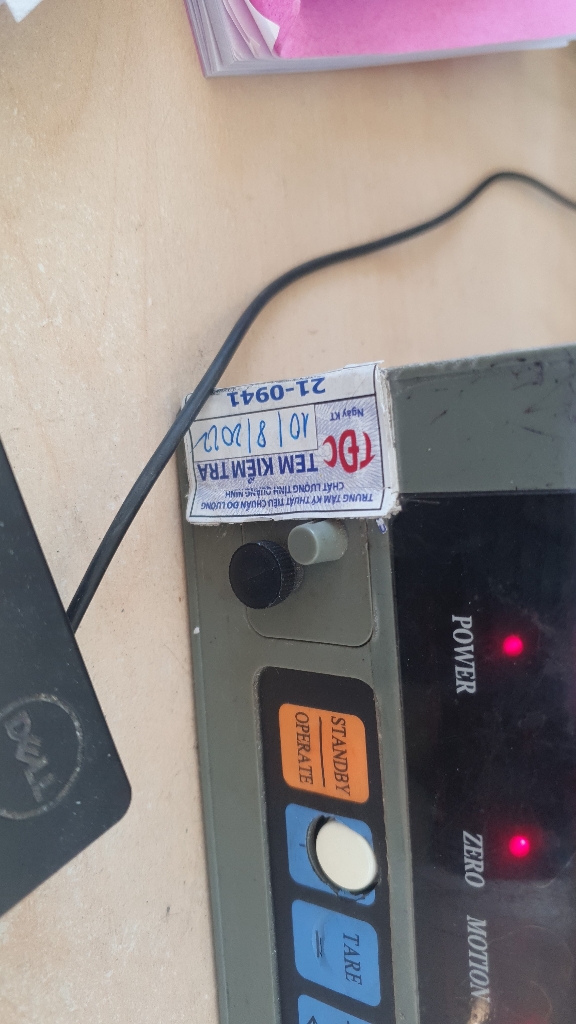 TRUNG TÂM KỸ THUẬT TIÊU CHUẨN ĐO LƯỜNG
CHẤT LƯỢNG TỈNH QUẢNG NINH
TĐC
TEM KIỂM TRA
Ngày KT
10/8/2022
21-0941
POWER
ZERO
MOTION
STANDBY
OPERATE
TARE
DELL